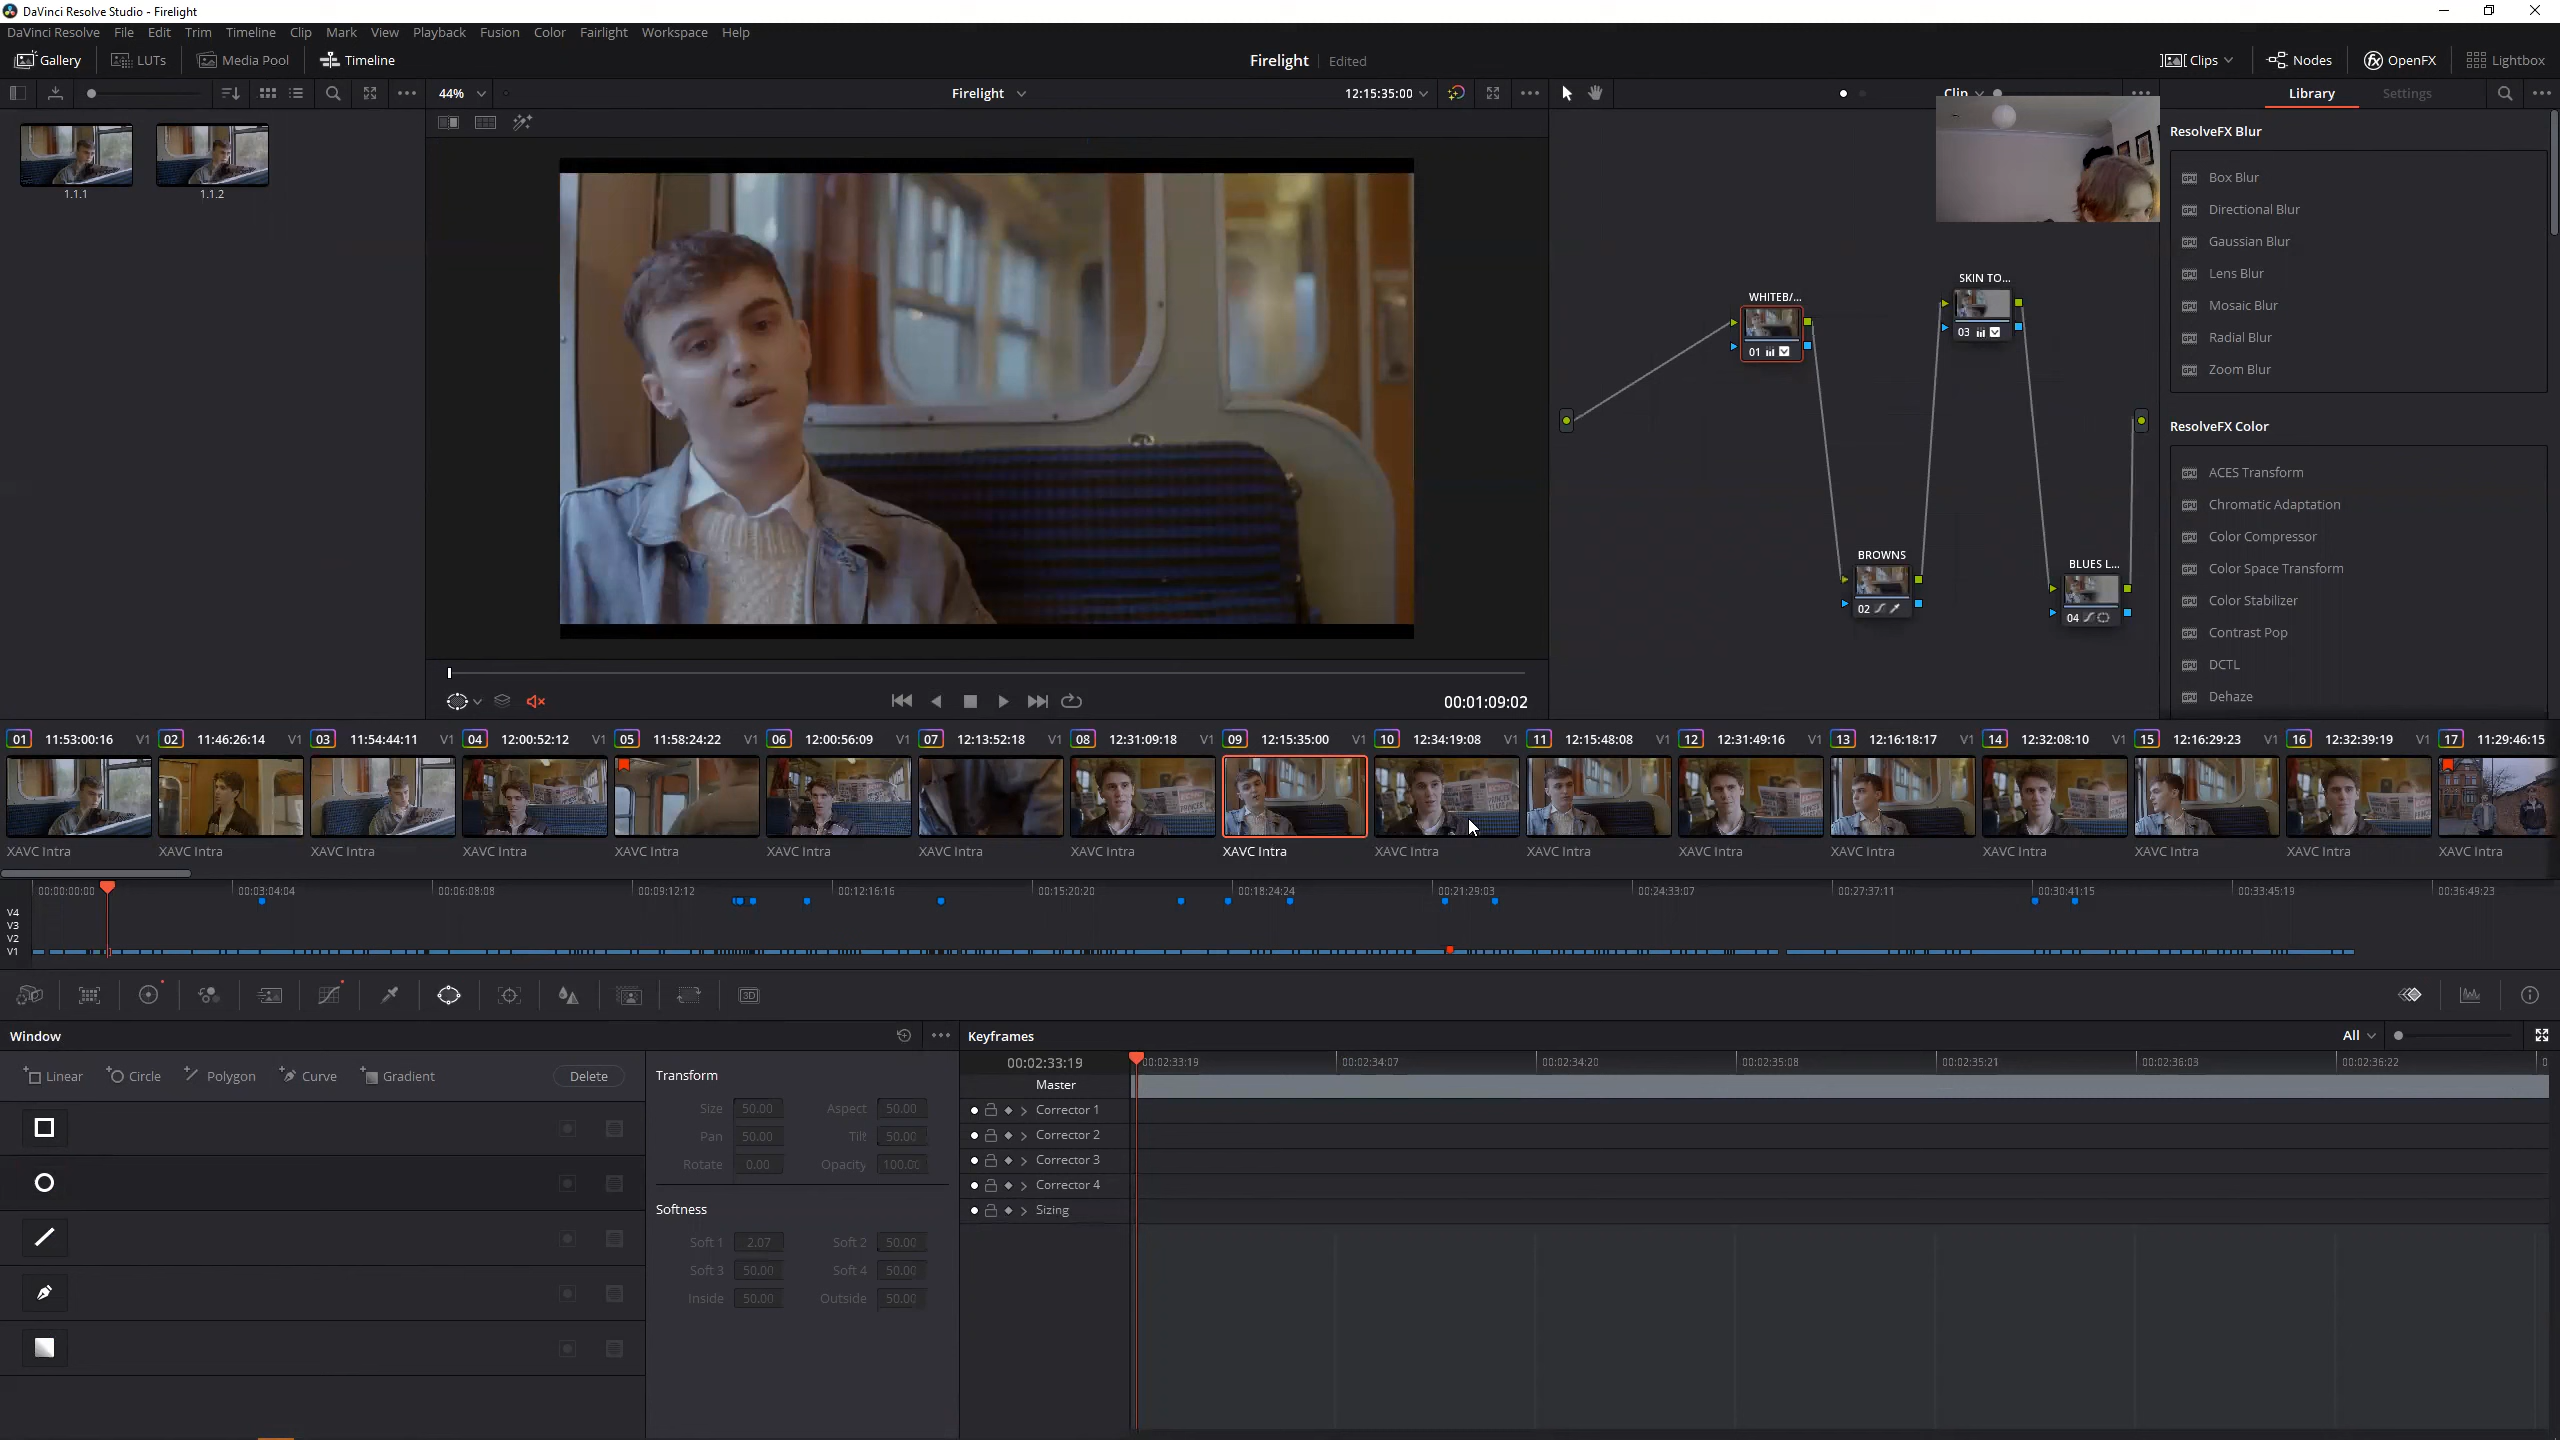 DaVinci Resolve Studio - Firelight
DaVinci Resolve File Edit Trim Timeline Clip Mark View Playback Fusion Color Fairlight Workspace Help
Gallery LUTs Media Pool Timeline Firelight Edited Clips Nodes OpenFX Lightbox
44% Firelight 12:15:35:00 Clip Library Settings
1.1.1 1.1.2
ResolveFX Blur
Box Blur
Directional Blur
Gaussian Blur
Lens Blur
Mosaic Blur
Radial Blur
Zoom Blur
ResolveFX Color
ACES Transform
Chromatic Adaptation
Color Compressor
Color Space Transform
Color Stabilizer
Contrast Pop
DCTL
Dehaze
WHITEB/...
01
SKIN TO...
03
BROWNS
02
BLUES L...
04
00:01:09:02
01 11:53:00:16 V1 02 11:46:26:14 V1 03 11:54:44:11 V1 04 12:00:52:12 V1 05 11:58:24:22 V1 06 12:00:56:09 V1 07 12:13:52:18 V1 08 12:31:09:18 V1 09 12:15:35:00 V1 10 12:34:19:08 V1 11 12:15:48:08 V1 12 12:31:49:16 V1 13 12:16:18:17 V1 14 12:32:08:10 V1 15 12:16:29:23 V1 16 12:32:39:19 V1 17 11:29:46:15
XAVC Intra XAVC Intra XAVC Intra XAVC Intra XAVC Intra XAVC Intra XAVC Intra XAVC Intra XAVC Intra XAVC Intra XAVC Intra XAVC Intra XAVC Intra XAVC Intra XAVC Intra XAVC Intra XAVC Intra
00:00:00:00 00:03:04:04 00:06:08:08 00:09:12:12 00:12:16:16 00:15:20:20 00:18:24:24 00:21:29:03 00:24:33:07 00:27:37:11 00:30:41:15 00:33:45:19 00:36:49:23
V4
V3
V2
V1
3D
Window
Linear Circle Polygon Curve Gradient Delete
Transform
Size 50.00 Aspect 50.00
Pan 50.00 Tilt 50.00
Rotate 0.00 Opacity 100.00
Softness
Soft 1 2.07 Soft 2 50.00
Soft 3 50.00 Soft 4 50.00
Inside 50.00 Outside 50.00
Keyframes All
00:02:33:19 00:02:33:19 00:02:34:07 00:02:34:20 00:02:35:08 00:02:35:21 00:02:36:03 00:02:36:22
Master
Corrector 1
Corrector 2
Corrector 3
Corrector 4
Sizing